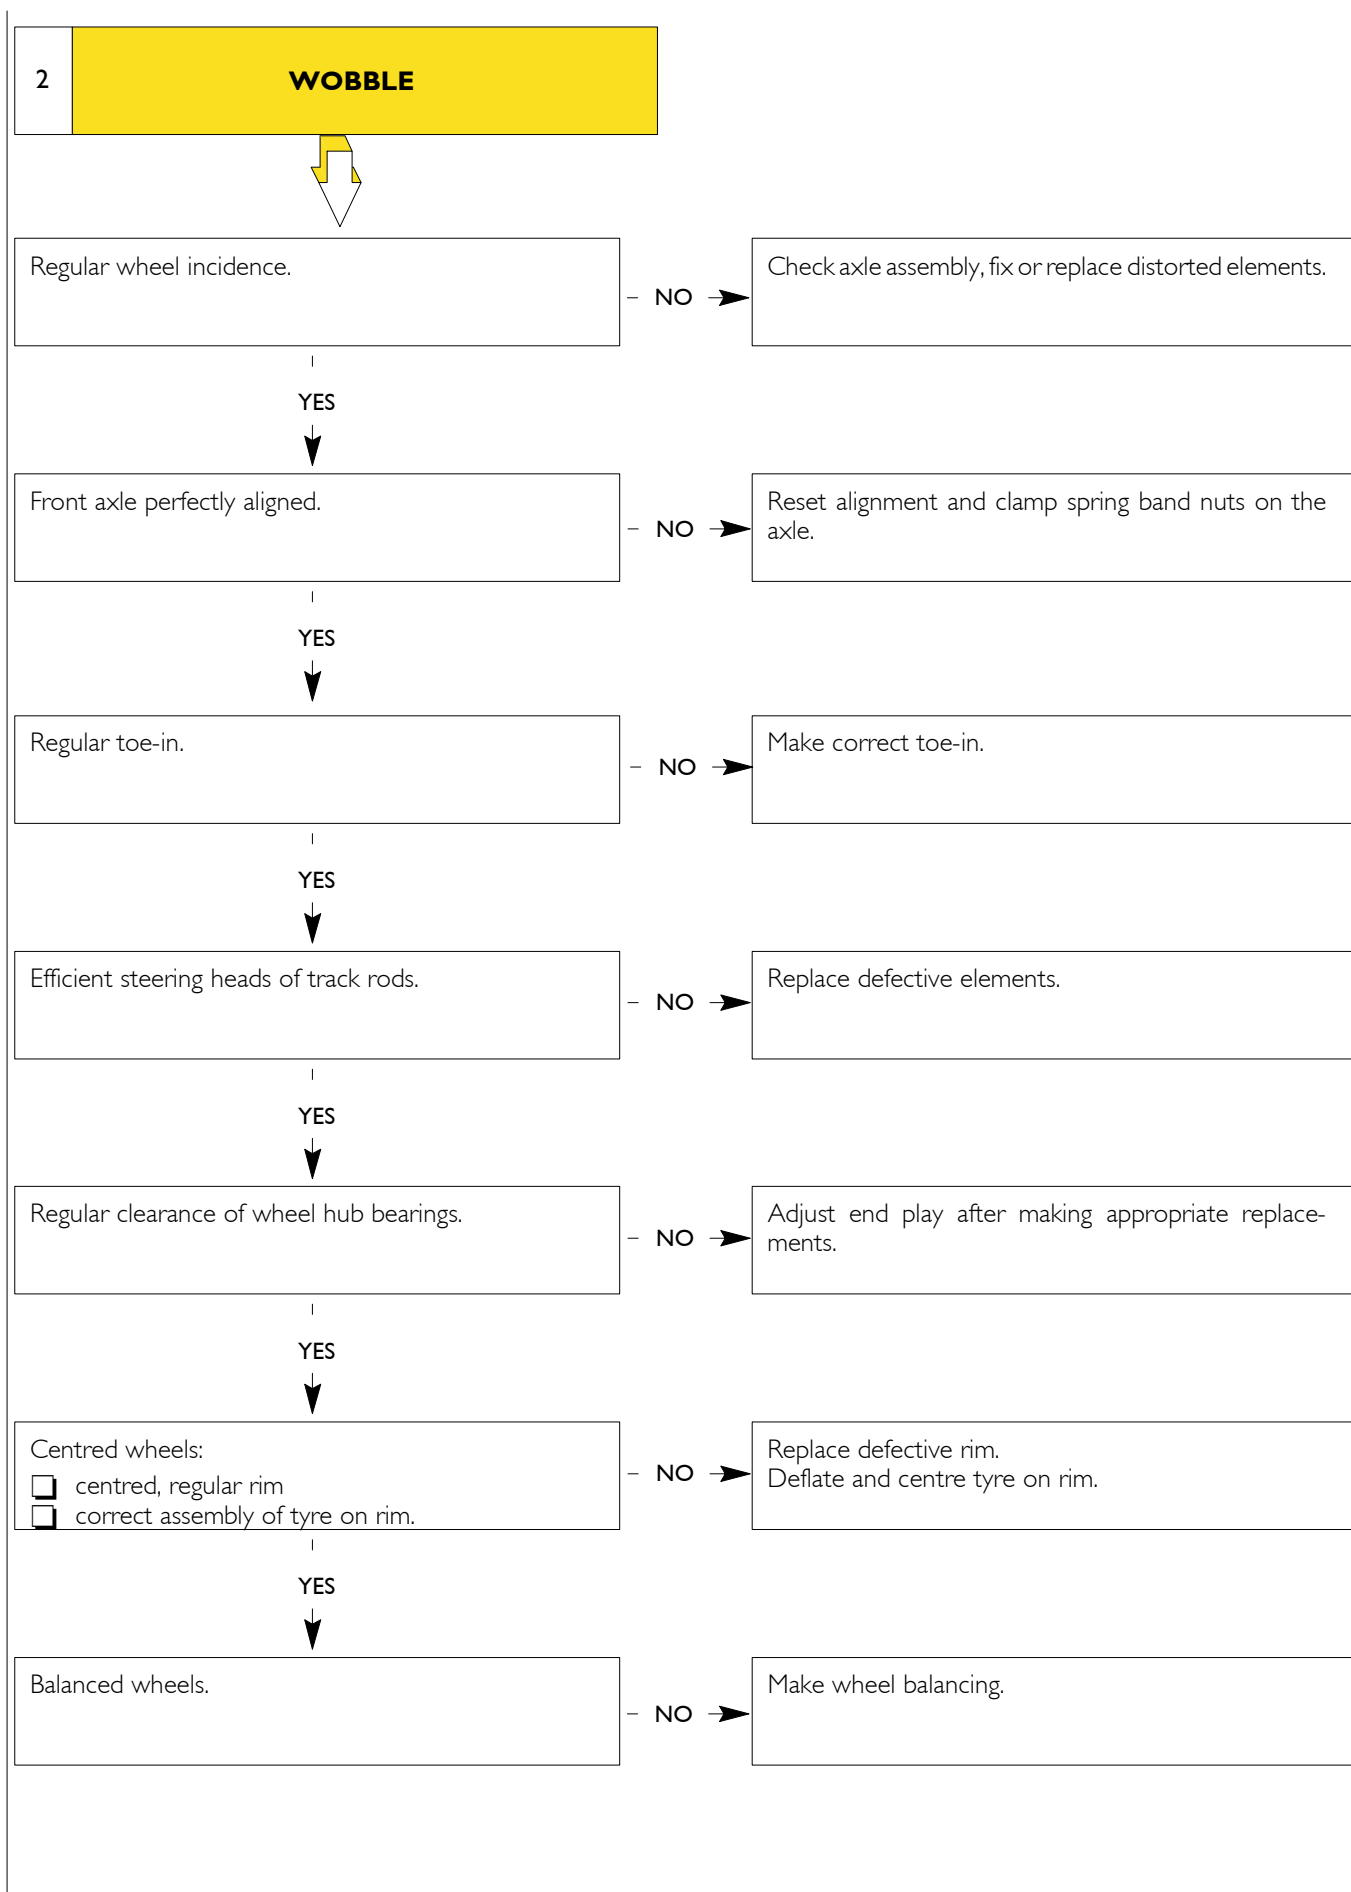 2
WOBBLE
Regular wheel incidence.
NO
Check axle assembly, fix or replace distorted elements.
YES
Front axle perfectly aligned.
NO
Reset alignment and clamp spring band nuts on the
axle.
YES
Regular toe-in.
NO
Make correct toe-in.
YES
Efficient steering heads of track rods.
NO
Replace defective elements.
YES
Regular clearance of wheel hub bearings.
NO
Adjust end play after making appropriate replace-
ments.
YES
Centred wheels:
centred, regular rim
correct assembly of tyre on rim.
NO
Replace defective rim.
Deflate and centre tyre on rim.
YES
Balanced wheels.
NO
Make wheel balancing.